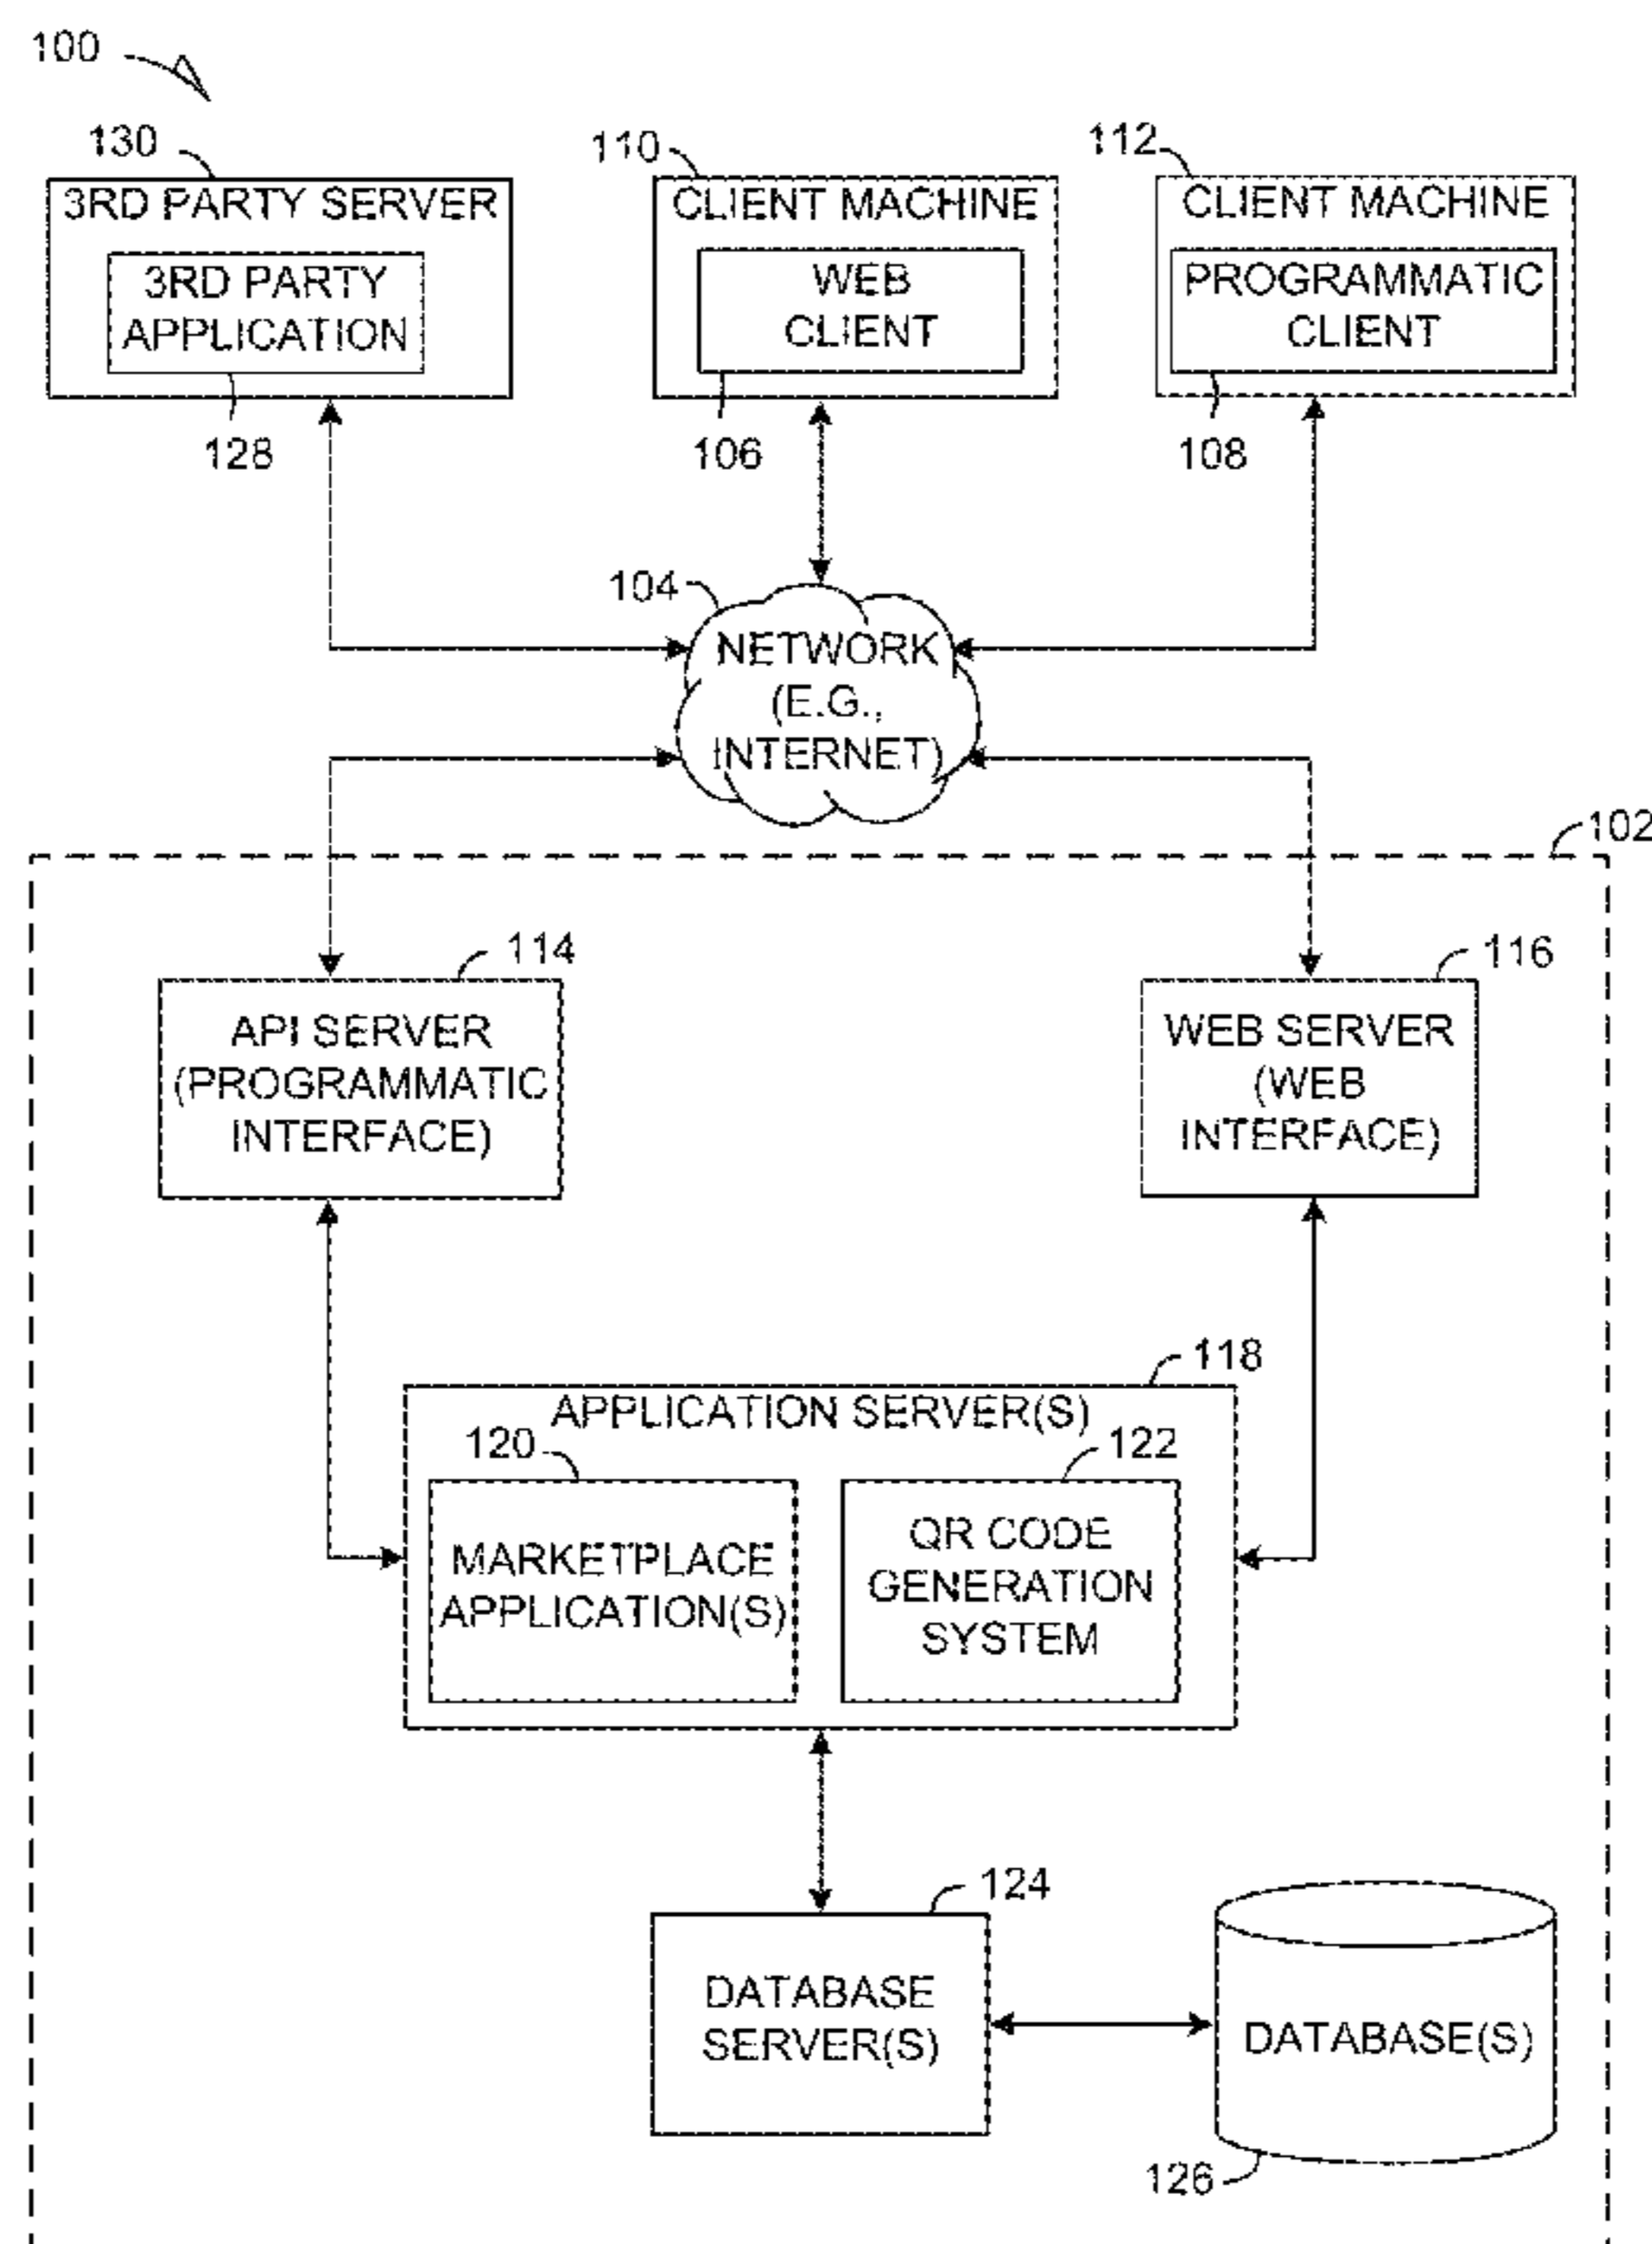 100
130
110
112
3RD PARTY SERVER
CLIENT MACHINE
CLIENT MACHINE
3RD PARTY
APPLICATION
WEB
CLIENT
PROGRAMMATIC
CLIENT
128
106
108
104
NETWORK
(E.G.,
INTERNET)
102
114
116
API SERVER
(PROGRAMMATIC
INTERFACE)
WEB SERVER
(WEB
INTERFACE)
118
APPLICATION SERVER(S)
120
122
MARKETPLACE
APPLICATION(S)
QR CODE
GENERATION
SYSTEM
124
DATABASE
SERVER(S)
DATABASE(S)
126